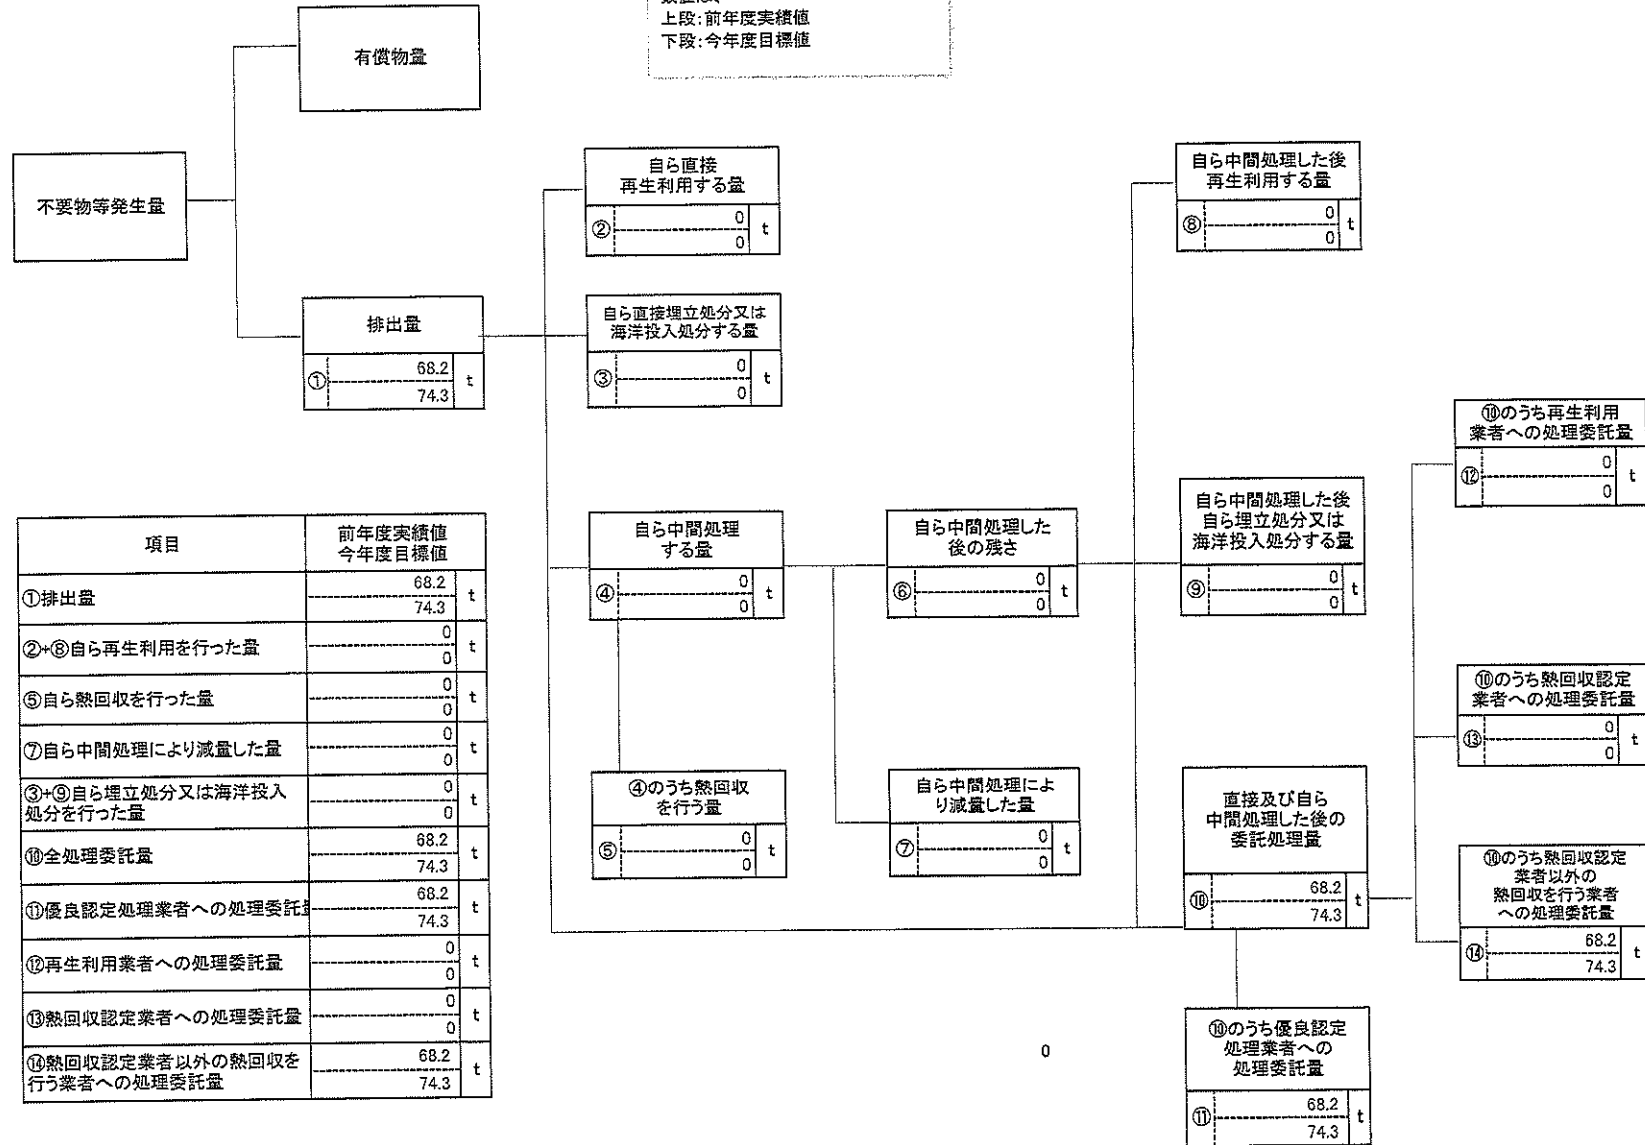 上段:前年度実績値
下段:今年度目標値
有償物量
不要物等発生量
排出量
①
68.2
74.3
t
自ら直接
再生利用する量
②
0
0
t
自ら直接埋立処分又は
海洋投入処分する量
③
0
0
t
自ら中間処理
する量
④
0
0
t
④のうち熱回収
を行う量
⑤
0
0
t
自ら中間処理した
後の残さ
⑥
0
0
t
自ら中間処理によ
り減量した量
⑦
0
0
t
自ら中間処理した後
再生利用する量
⑧
0
0
t
自ら中間処理した後
自ら埋立処分又は
海洋投入処分する量
⑨
0
0
t
直接及び自ら
中間処理した後の
委託処理量
⑩
68.2
74.3
t
⑩のうち優良認定
処理業者への
処理委託量
⑪
68.2
74.3
t
⑩のうち再生利用
業者への処理委託量
⑫
0
0
t
⑩のうち熱回収認定
業者への処理委託量
⑬
0
0
t
⑩のうち熱回収認定
業者以外の
熱回収を行う業者
への処理委託量
⑭
68.2
74.3
t
0
項目
前年度実績値
今年度目標値
①排出量
68.2
74.3
t
②+⑧自ら再生利用を行った量
0
0
t
⑤自ら熱回収を行った量
0
0
t
⑦自ら中間処理により減量した量
0
0
t
③+⑨自ら埋立処分又は海洋投入
処分を行った量
0
0
t
⑩全処理委託量
68.2
74.3
t
⑪優良認定処理業者への処理委託
68.2
74.3
t
⑫再生利用業者への処理委託量
0
0
t
⑬熱回収認定業者への処理委託量
0
0
t
⑭熱回収認定業者以外の熱回収を
行う業者への処理委託量
68.2
74.3
t